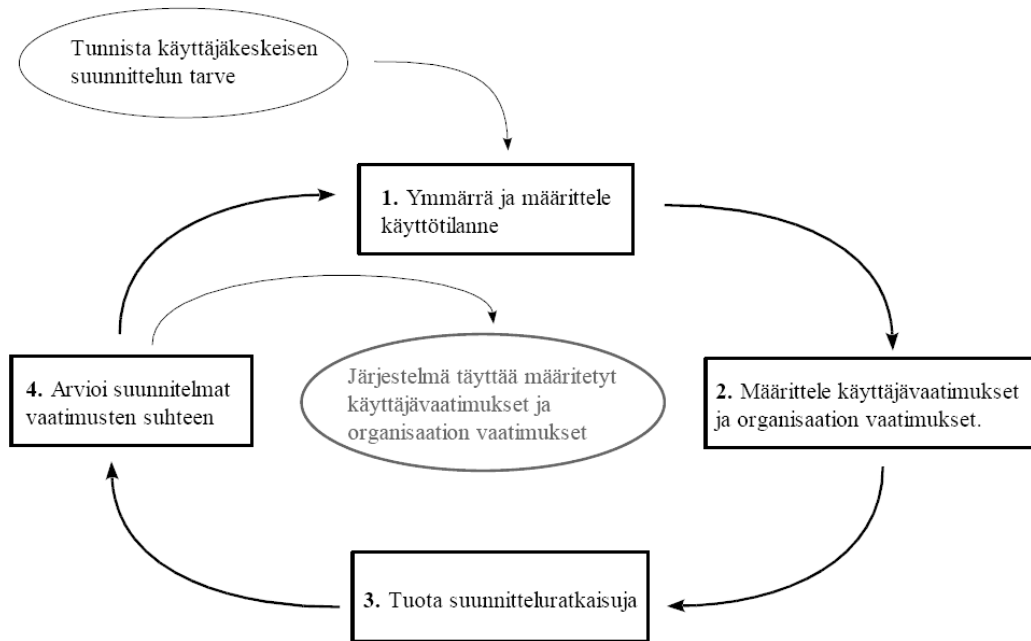 Tunnista käyttäjäkeskeisen
suunnittelun tarve
1. Ymmärrä ja määrittele
käyttötilanne
2. Määrittele käyttäjävaatimukset
ja organisaation vaatimukset.
3. Tuota suunnitteluratkaisuja
4. Arvioi suunnitelmat
vaatimusten suhteen
Järjestelmä täyttää määritetyt
käyttäjävaatimukset ja
organisaation vaatimukset